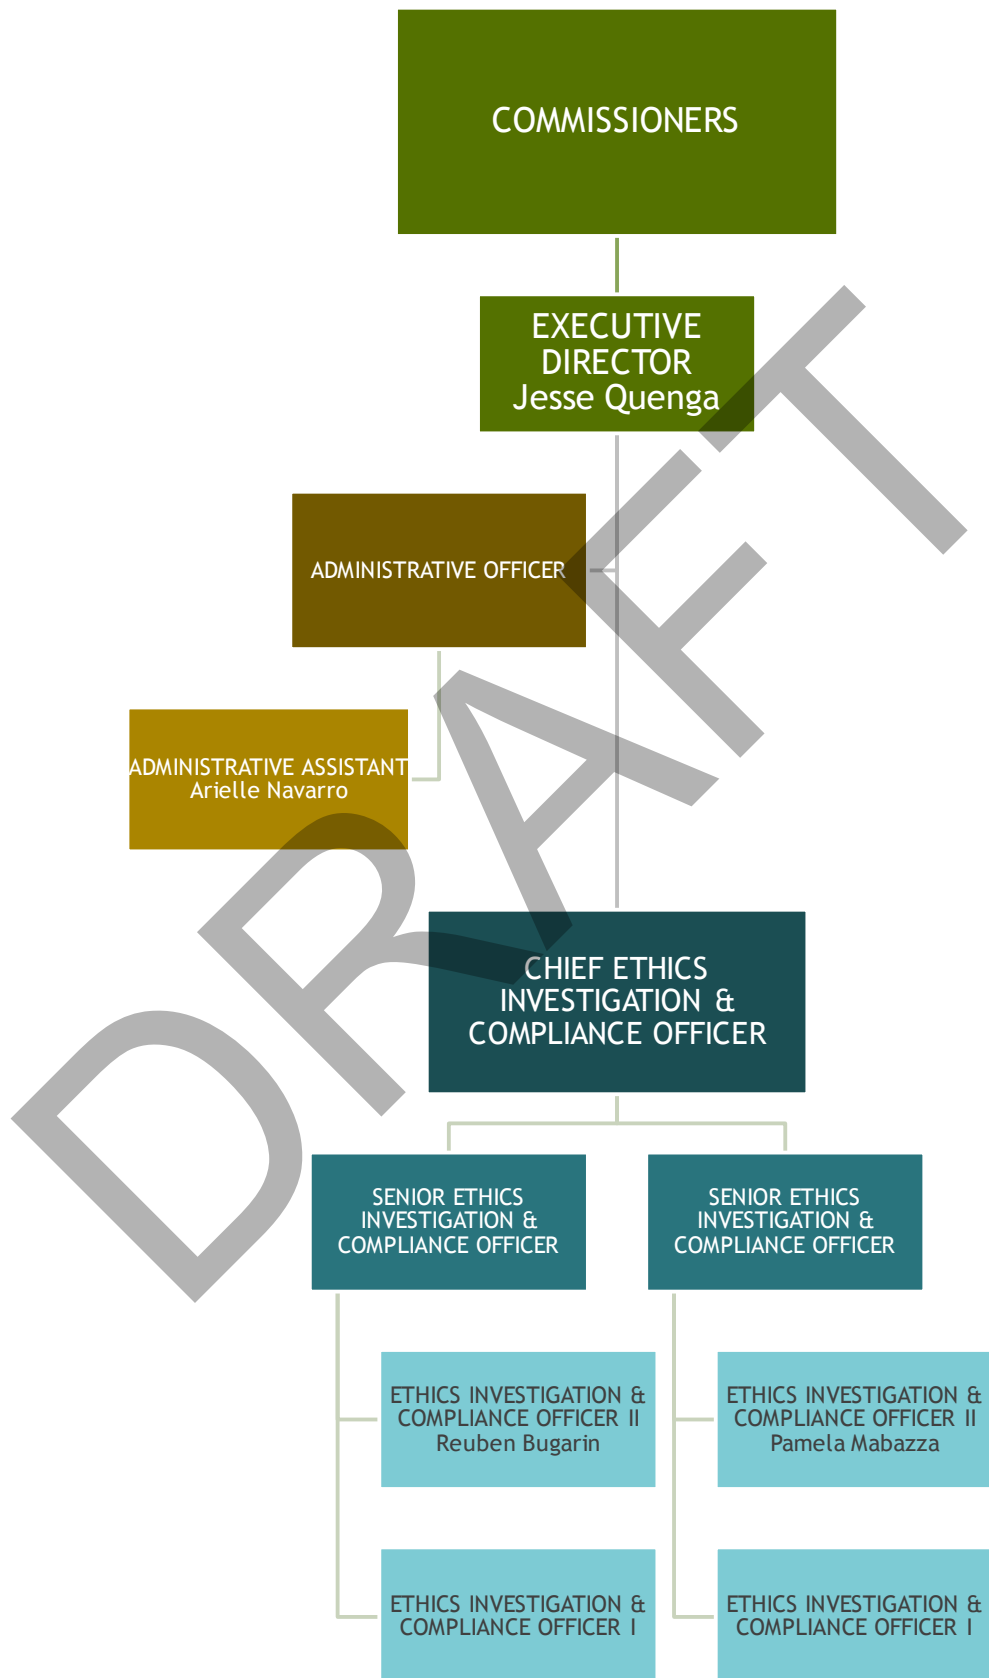 COMMISSIONERS
EXECUTIVE
DIRECTOR
Jesse Quenga
ADMINISTRATIVE OFFICER
ADMINISTRATIVE ASSISTANT
Arielle Navarro
CHIEF ETHICS
INVESTIGATION &
COMPLIANCE OFFICER
SENIOR ETHICS
INVESTIGATION &
COMPLIANCE OFFICER
SENIOR ETHICS
INVESTIGATION &
COMPLIANCE OFFICER
ETHICS INVESTIGATION &
COMPLIANCE OFFICER II
Reuben Bugarin
ETHICS INVESTIGATION &
COMPLIANCE OFFICER II
Pamela Mabazza
ETHICS INVESTIGATION &
COMPLIANCE OFFICER I
ETHICS INVESTIGATION &
COMPLIANCE OFFICER I
DRAFT